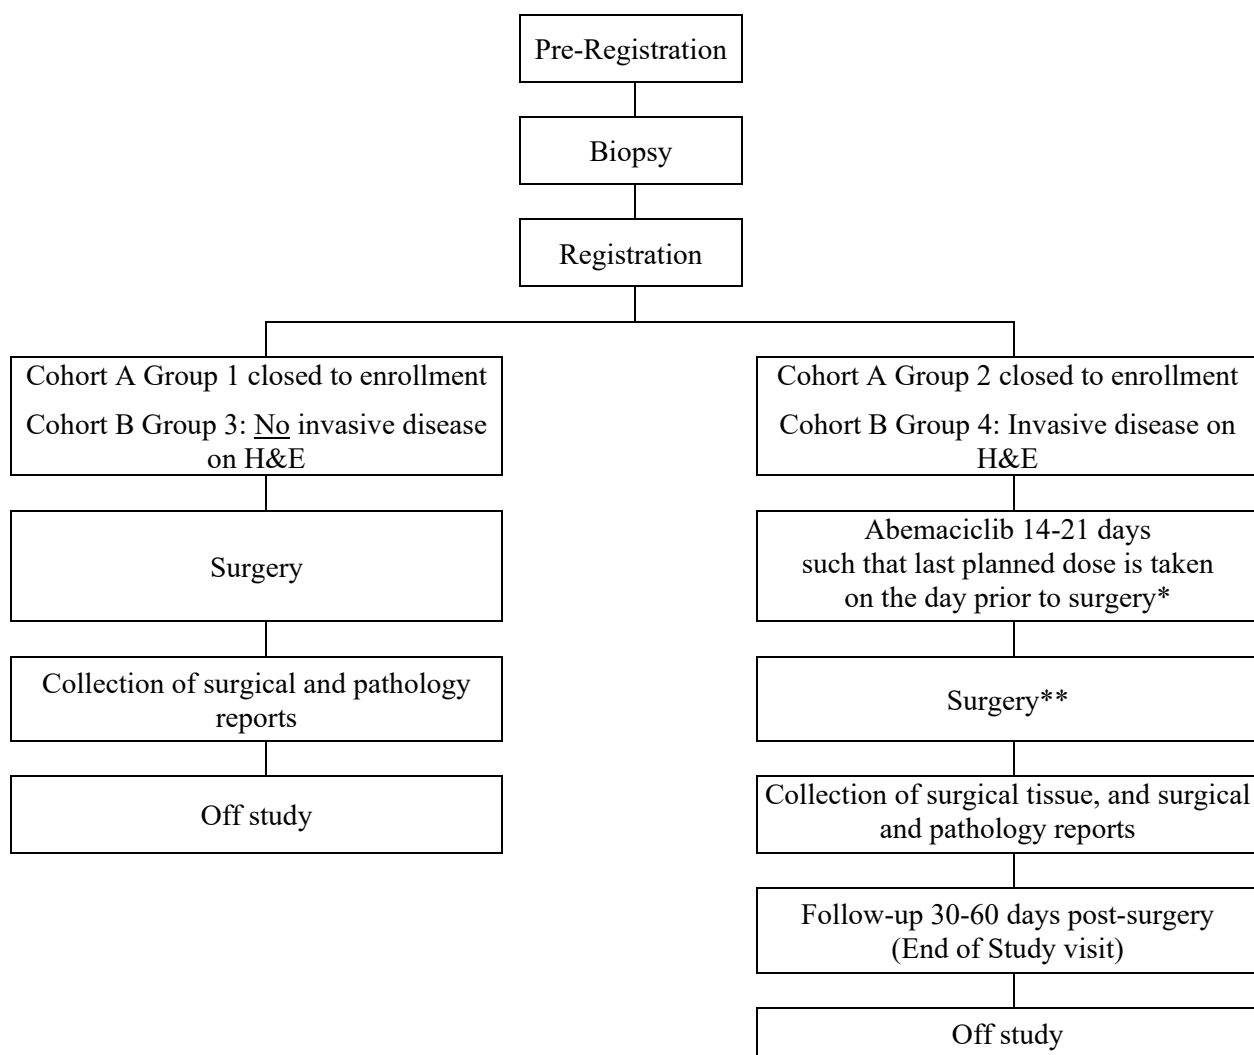 Pre-Registration
Biopsy
Registration
Cohort A Group 1 closed to enrollment
Cohort B Group 3: No invasive disease
on H&E
Surgery
Collection of surgical and pathology
reports
Off study
Cohort A Group 2 closed to enrollment
Cohort B Group 4: Invasive disease on
H&E
Abemaciclib 14-21 days
such that last planned dose is taken
on the day prior to surgery*
Surgery**
Collection of surgical tissue, and surgical
and pathology reports
Follow-up 30-60 days post-surgery
(End of Study visit)
Off study